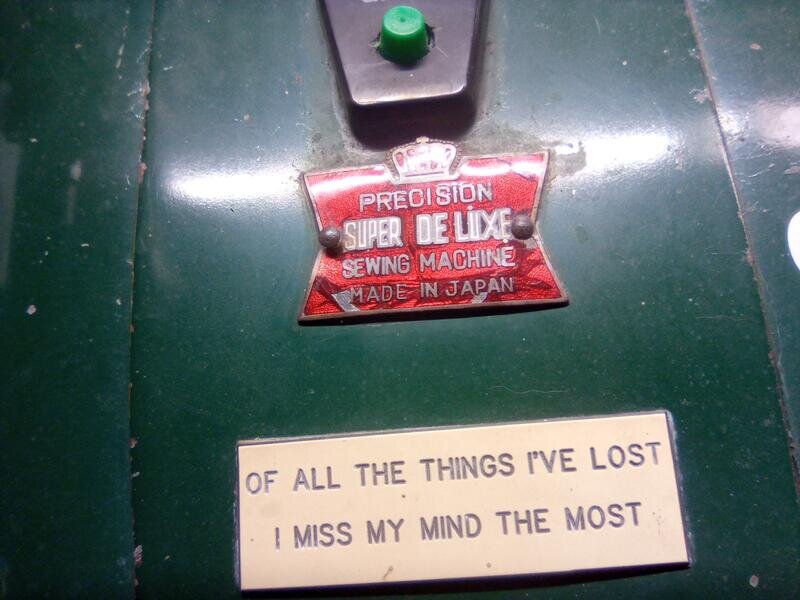 PRECISION
SUPER DE LUXE
SEWING MACHINE
MADE IN JAPAN
OF ALL THE THINGS I'VE LOST
I MISS MY MIND THE MOST